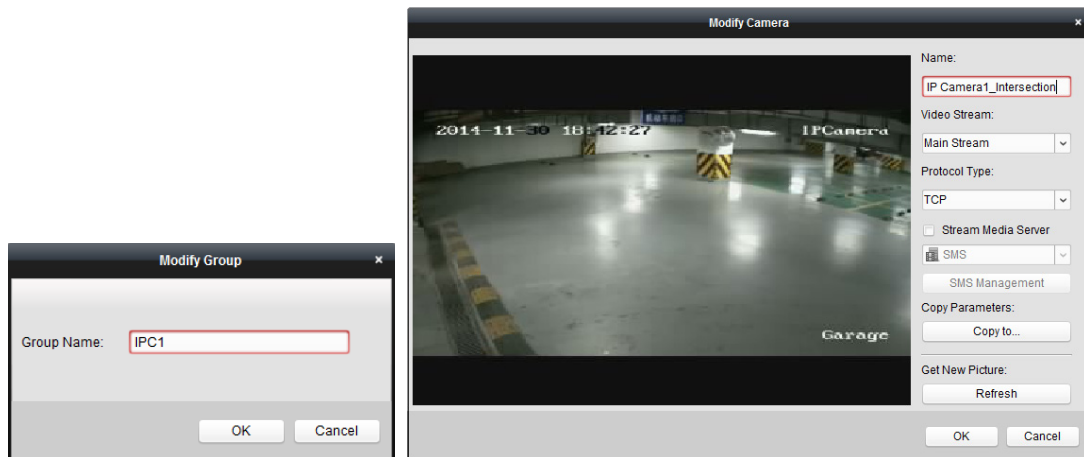 Modify Group
Group Name:
IPC1
OK
Cancel
Modify Camera
2014-11-30 18:42:27
IPCamera
Garage
Name:
IP Camera1_Intersection
Video Stream:
Main Stream
Protocol Type:
TCP
Stream Media Server
SMS
SMS Management
Copy Parameters:
Copy to...
Get New Picture:
Refresh
OK
Cancel